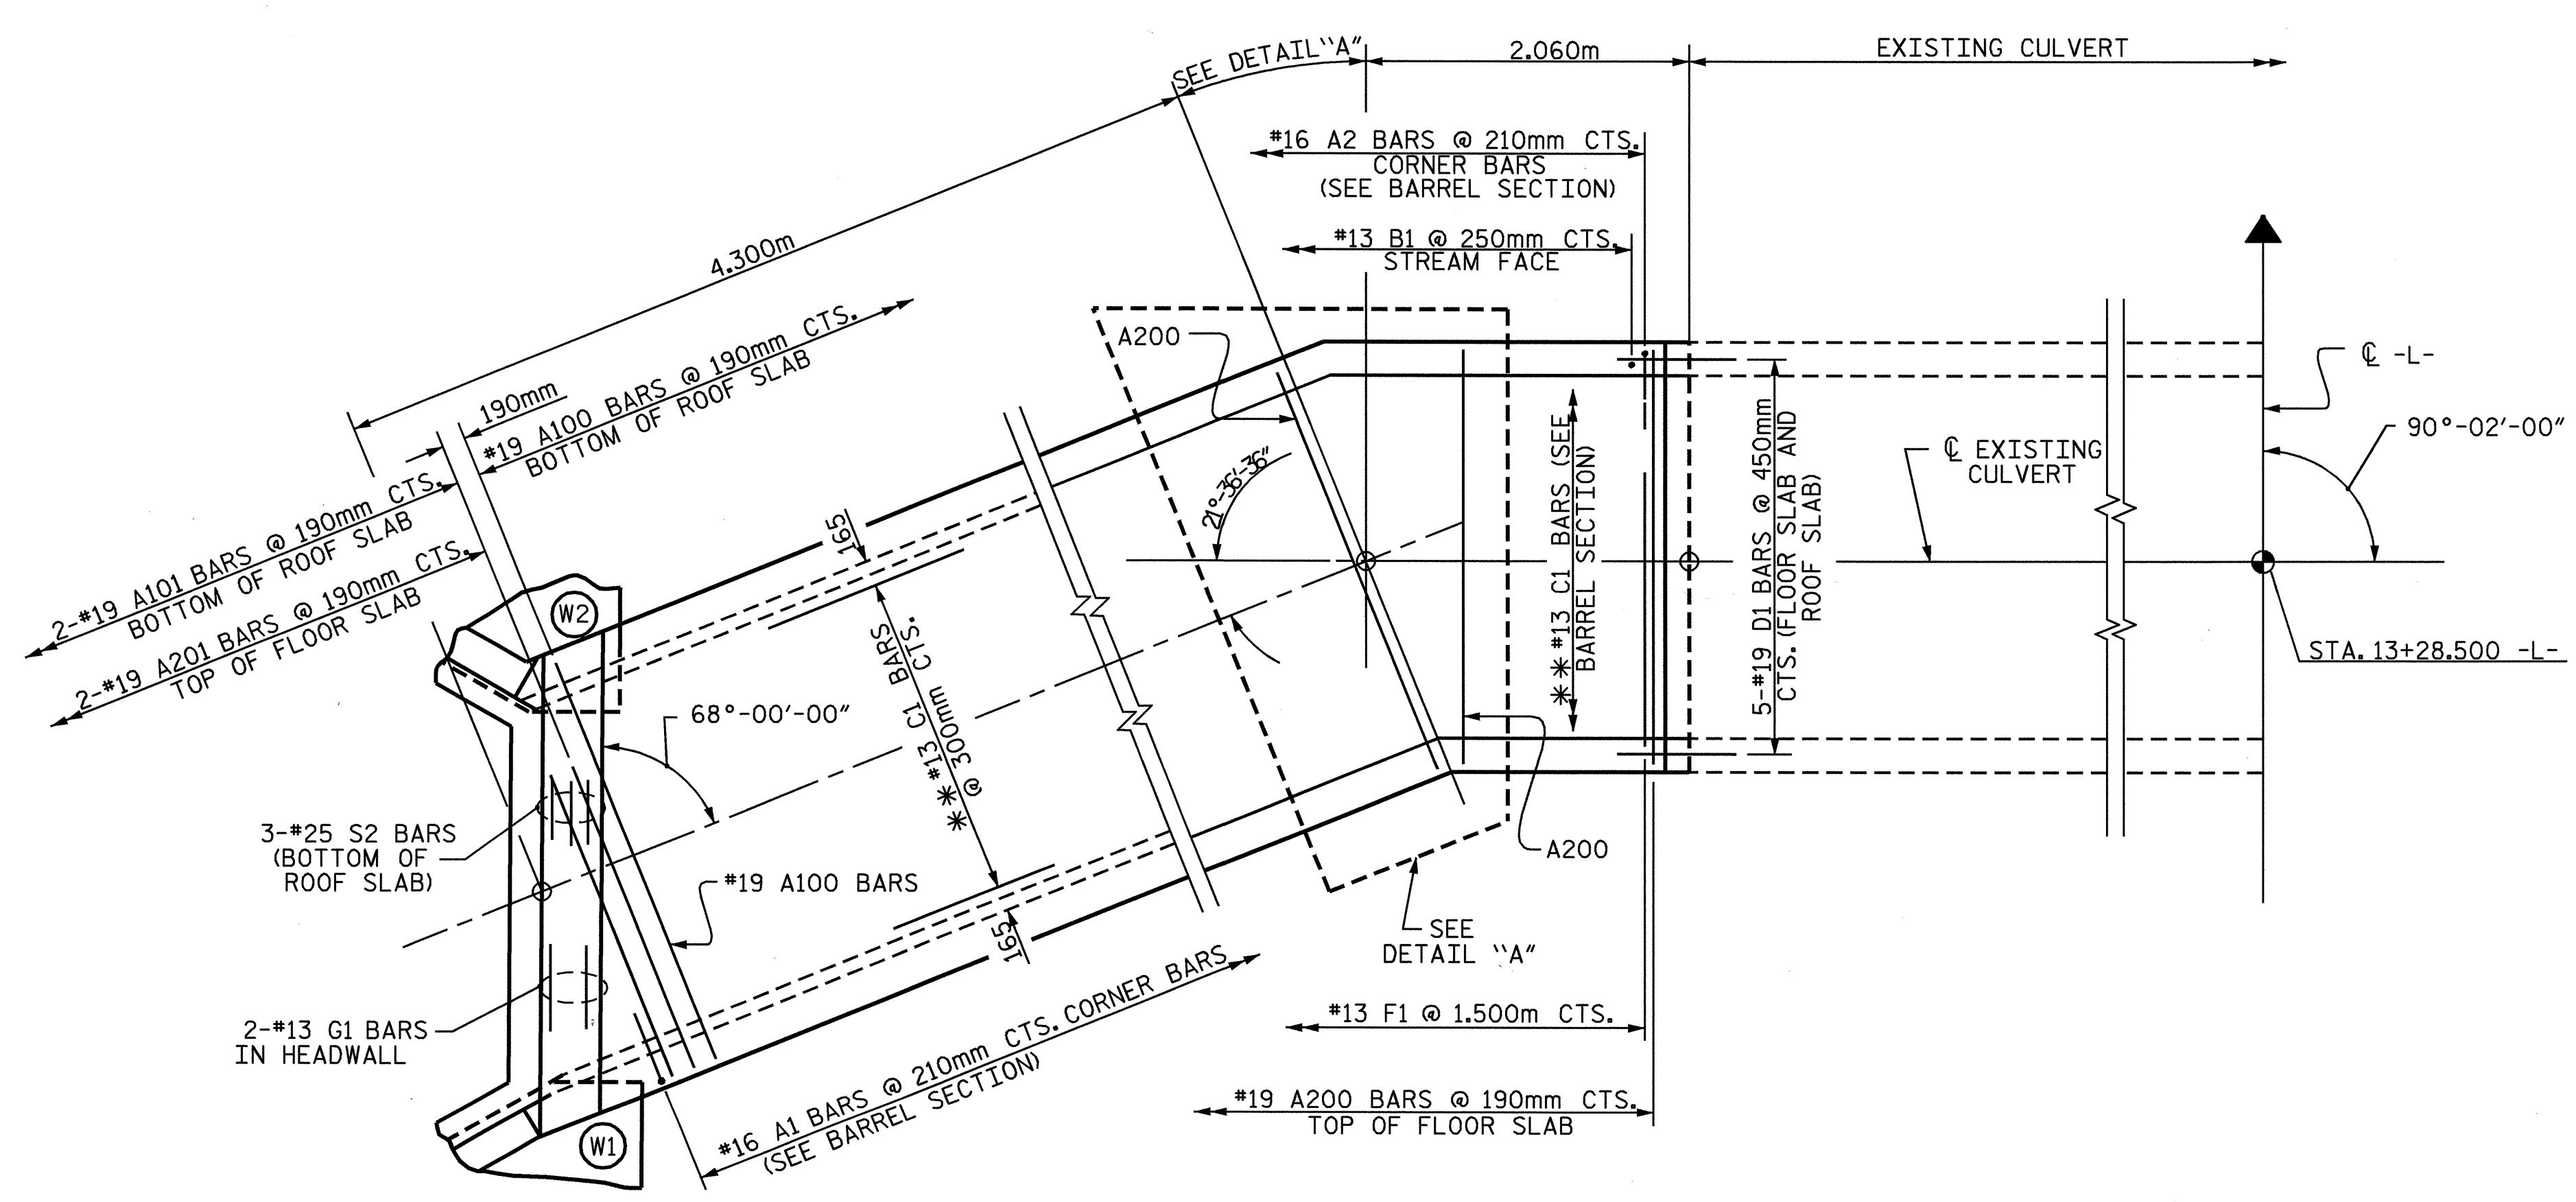 SEE DETAIL "A"
2.060m
EXISTING CULVERT
#16 A2 BARS @ 210mm CTS.
CORNER BARS
(SEE BARREL SECTION)
#13 B1 @ 250mm CTS.
STREAM FACE
4.300m
190mm
#19 A100 BARS @ 190mm CTS.
BOTTOM OF ROOF SLAB
2-#19 A101 BARS @ 190mm CTS.
BOTTOM OF ROOF SLAB
2-#19 A201 BARS @ 190mm CTS.
TOP OF FLOOR SLAB
A200
21°-36'-36"
165
**#13 C1 BARS (SEE
BARREL SECTION)
5-#19 D1 BARS @ 450mm
CTS. (FLOOR SLAB AND
ROOF SLAB)
℄ EXISTING
CULVERT
℄ -L-
90°-02'-00"
STA. 13+28.500 -L-
W2
68°-00'-00"
**#13 C1 BARS
@ 300mm CTS.
3-#25 S2 BARS
(BOTTOM OF
ROOF SLAB)
#19 A100 BARS
A200
SEE
DETAIL "A"
165
2-#13 G1 BARS
IN HEADWALL
W1
#16 A1 BARS @ 210mm CTS. CORNER BARS
(SEE BARREL SECTION)
#13 F1 @ 1.500m CTS.
#19 A200 BARS @ 190mm CTS.
TOP OF FLOOR SLAB